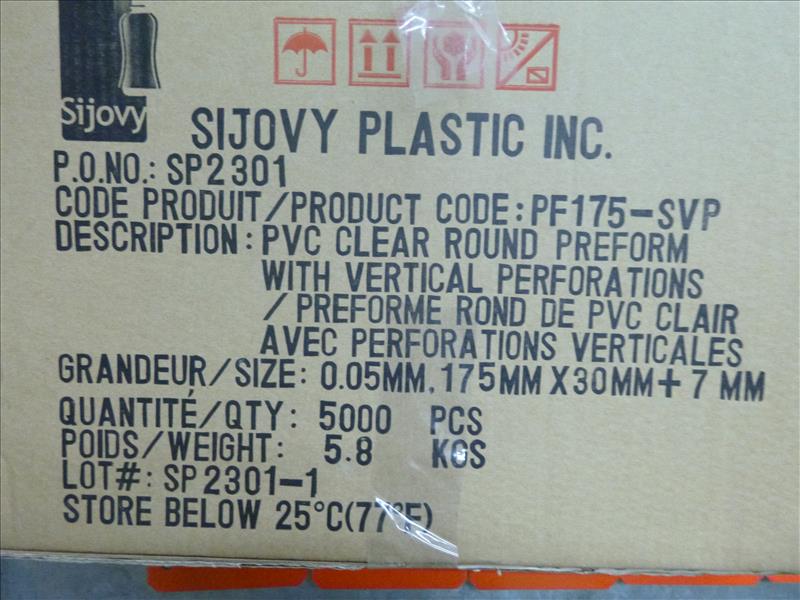 Sijovy
SIJOVY PLASTIC INC.
P.O.NO.: SP2301
CODE PRODUIT/PRODUCT CODE: PF175-SVP
DESCRIPTION: PVC CLEAR ROUND PREFORM
WITH VERTICAL PERFORATIONS
/ PREFORME ROND DE PVC CLAIR
AVEC PERFORATIONS VERTICALES
GRANDEUR/SIZE: 0.05MM, 175MM X 30MM+ 7 MM
QUANTITÉ/QTY: 5000 PCS
POIDS/WEIGHT: 5.8 KGS
LOT#: SP2301-1
STORE BELOW 25°C(77°F)